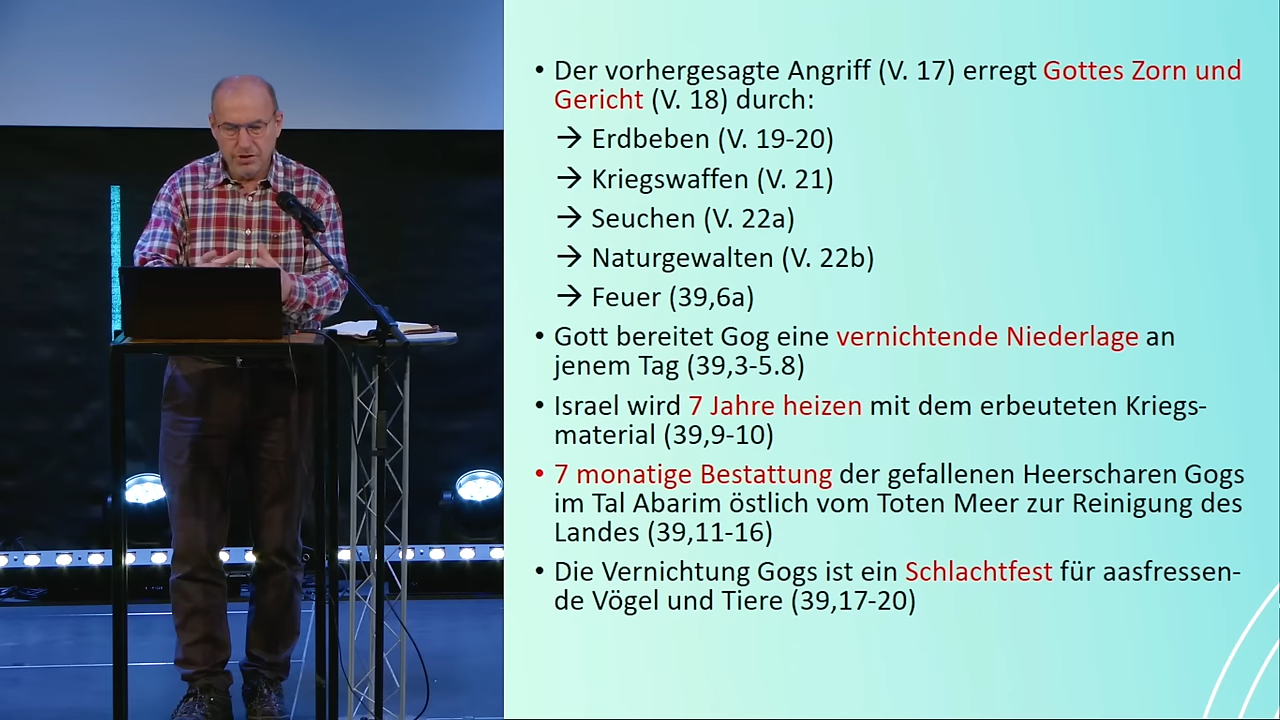 • Der vorhergesagte Angriff (V. 17) erregt Gottes Zorn und
Gericht (V. 18) durch:
→ Erdbeben (V. 19-20)
→ Kriegswaffen (V. 21)
→ Seuchen (V. 22a)
→ Naturgewalten (V. 22b)
→ Feuer (39,6a)
• Gott bereitet Gog eine vernichtende Niederlage an
jenem Tag (39,3-5.8)
• Israel wird 7 Jahre heizen mit dem erbeuteten Kriegs-
material (39,9-10)
• 7 monatige Bestattung der gefallenen Heerscharen Gogs
im Tal Abarim östlich vom Toten Meer zur Reinigung des
Landes (39,11-16)
• Die Vernichtung Gogs ist ein Schlachtfest für aasfressen-
de Vögel und Tiere (39,17-20)